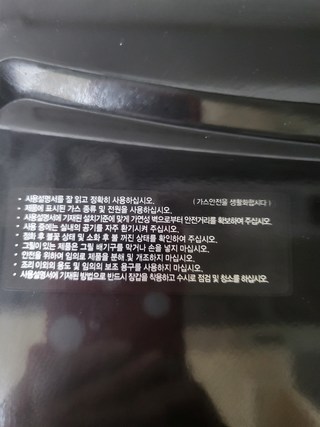 • 사용설명서를 잘 읽고 정확히 사용하십시오. ( 가스안전을 생활화합시다 )
• 제품에 표시된 가스 종류 및 전원을 사용하십시오.
• 사용설명서에 기재된 설치기준에 맞게 가연성 벽으로부터 안전거리를 확보하여 주십시오.
• 사용 중에는 실내의 공기를 자주 환기시켜 주십시오.
• 점화 후 불꽃 상태 및 소화 후 불 꺼진 상태를 확인하여 주십시오.
• 그릴이 있는 제품은 그릴 배기구를 막거나 손을 넣지 마십시오.
• 안전을 위하여 임의로 제품을 분해 및 개조하지 마십시오.
• 조리 이외의 용도 및 임의의 보조 용구를 사용하지 마십시오.
• 사용설명서에 기재된 방법으로 반드시 장갑을 착용하고 수시로 점검 및 청소를 하십시오.